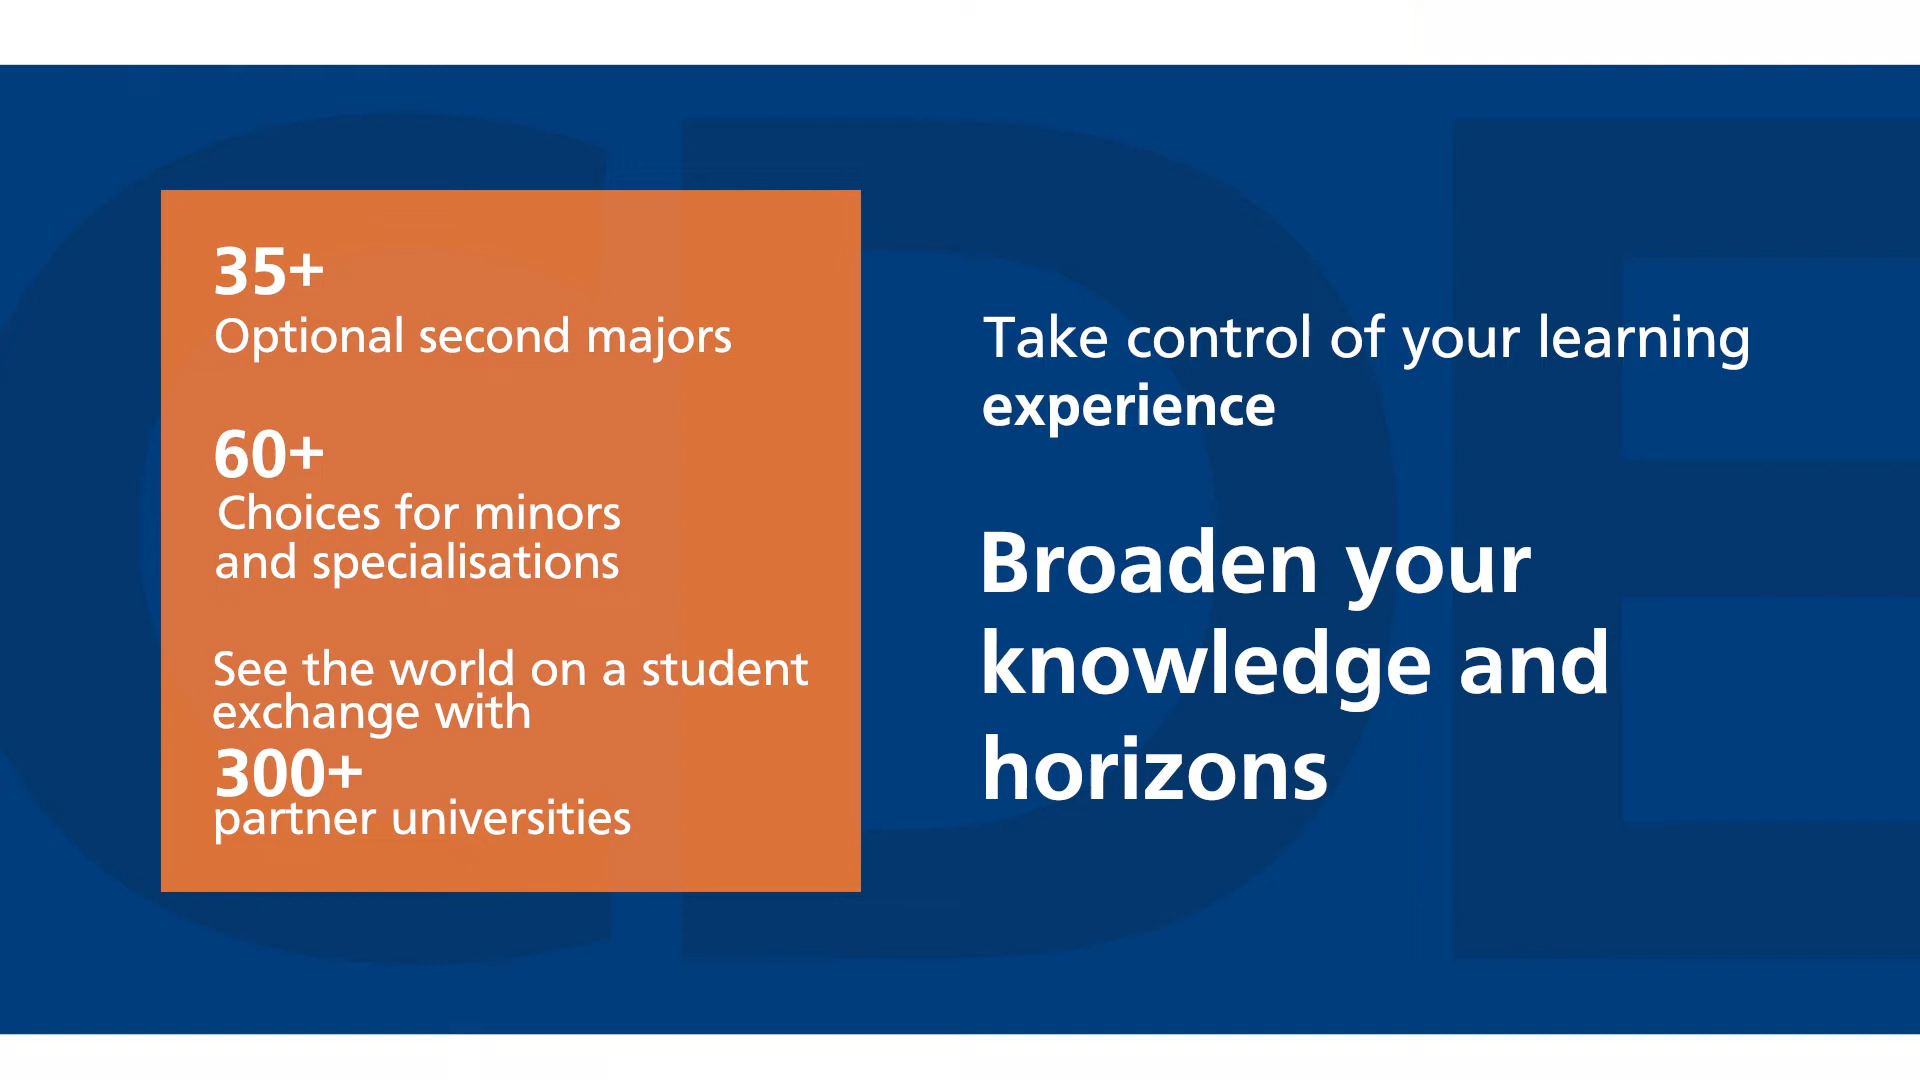 35+
Optional second majors
60+
Choices for minors
and specialisations
See the world on a student
exchange with
300+
partner universities
Take control of your learning
experience
Broaden your
knowledge and
horizons
CDE